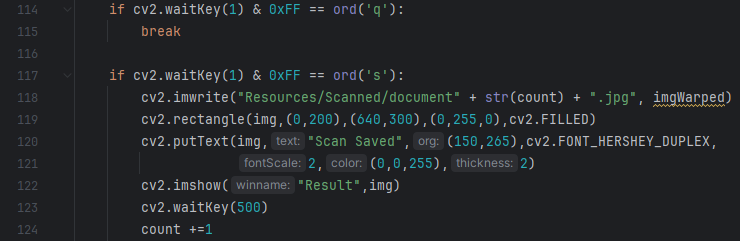 114 if cv2.waitKey(1) & 0xFF == ord('q'):
115 break
116
117 if cv2.waitKey(1) & 0xFF == ord('s'):
118 cv2.imwrite("Resources/Scanned/document" + str(count) + ".jpg", imgWarped)
119 cv2.rectangle(img,(0,200),(640,300),(0,255,0),cv2.FILLED)
120 cv2.putText(img, text: "Scan Saved", org: (150,265),cv2.FONT_HERSHEY_DUPLEX,
121 fontScale: 2, color: (0,0,255), thickness: 2)
122 cv2.imshow( winname: "Result",img)
123 cv2.waitKey(500)
124 count +=1